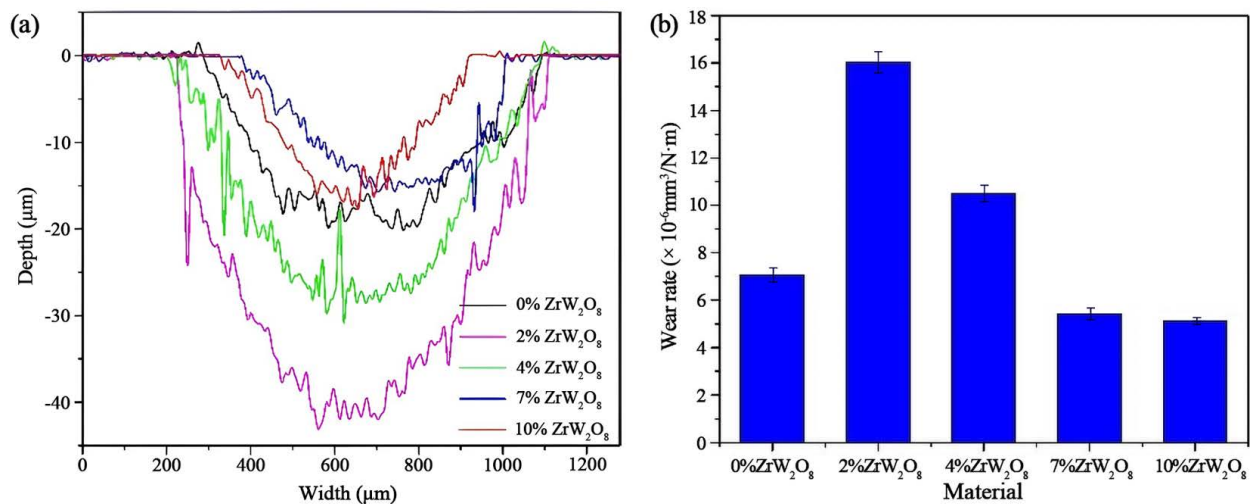 (a)
0
-10
-20
-30
-40
Depth (μm)
0% ZrW₂O₈
2% ZrW₂O₈
4% ZrW₂O₈
7% ZrW₂O₈
10% ZrW₂O₈
0 200 400 600 800 1000 1200
Width (μm)
(b)
18
16
14
12
10
8
6
4
2
0
Wear rate (× 10⁻⁶mm³/N·m)
0%ZrW₂O₈ 2%ZrW₂O₈ 4%ZrW₂O₈ 7%ZrW₂O₈ 10%ZrW₂O₈
Material